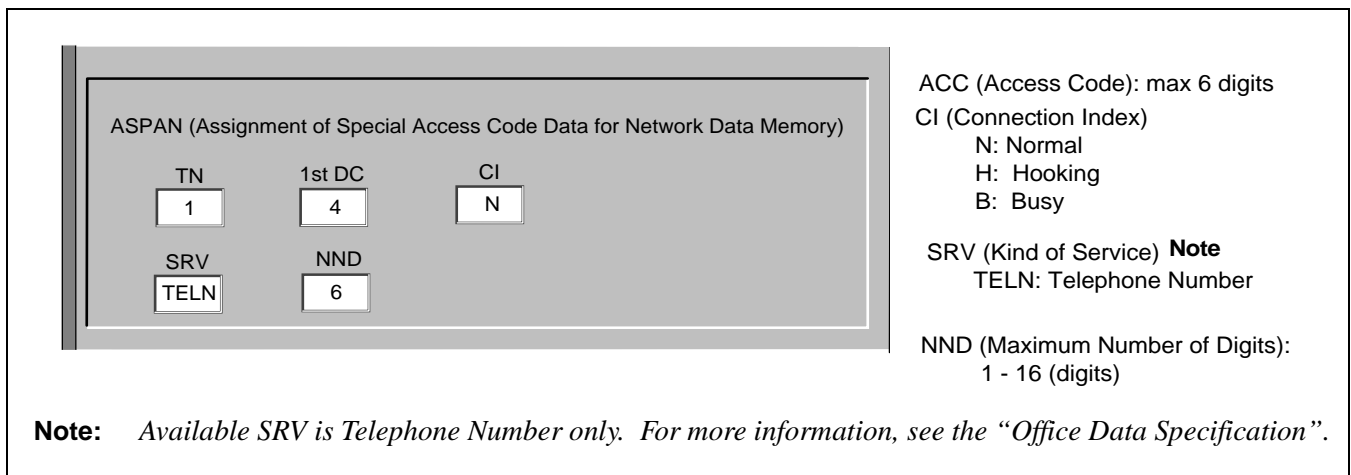 ASPAN (Assignment of Special Access Code Data for Network Data Memory)
TN 1st DC CI
1 4 N
SRV NND
TELN 6
ACC (Access Code): max 6 digits
CI (Connection Index)
N: Normal
H: Hooking
B: Busy
SRV (Kind of Service) Note
TELN: Telephone Number
NND (Maximum Number of Digits):
1 - 16 (digits)
Note: Available SRV is Telephone Number only. For more information, see the “Office Data Specification”.